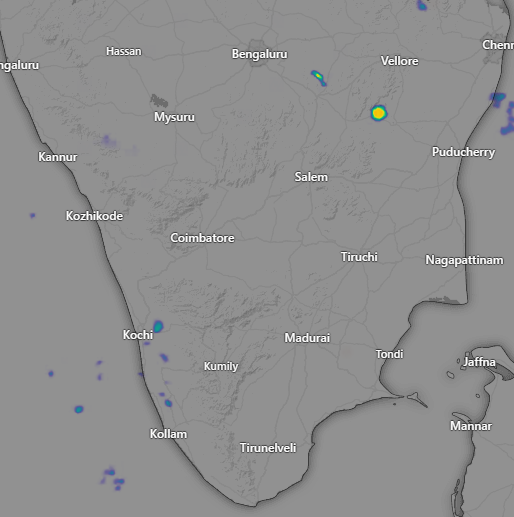 Hassan
Bengaluru
Chenn
ngaluru
Vellore
Mysuru
Kannur
Puducherry
Salem
Kozhikode
Coimbatore
Tiruchi
Nagapattinam
Kochi
Madurai
Tondi
Kumily
Jaffna
Mannar
Kollam
Tirunelveli